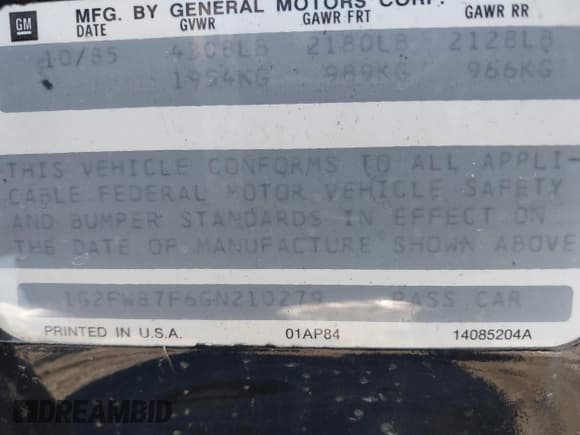 MFG. BY GENERAL MOTORS CORP.
GM DATE GVWR GAWR FRT GAWR RR
10/85 4308LB 2180LB 2128LB
1954KG 989KG 966KG
THIS VEHICLE CONFORMS TO ALL APPLI-
CABLE FEDERAL MOTOR VEHICLE SAFETY
AND BUMPER STANDARDS IN EFFECT ON
THE DATE OF MANUFACTURE SHOWN ABOVE
1G2FW87F6GN210279 PASS CAR
PRINTED IN U.S.A. 01AP84 14085204A
DREAMBID